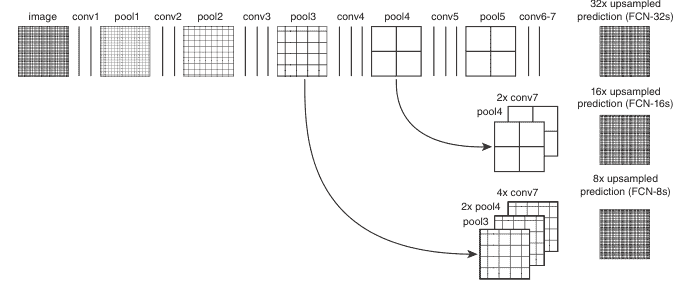 image conv1 pool1 conv2 pool2 conv3 pool3 conv4 pool4 conv5 pool5 conv6-7
32x upsampled
prediction (FCN-32s)
2x conv7
pool4
16x upsampled
prediction (FCN-16s)
4x conv7
2x pool4
pool3
8x upsampled
prediction (FCN-8s)